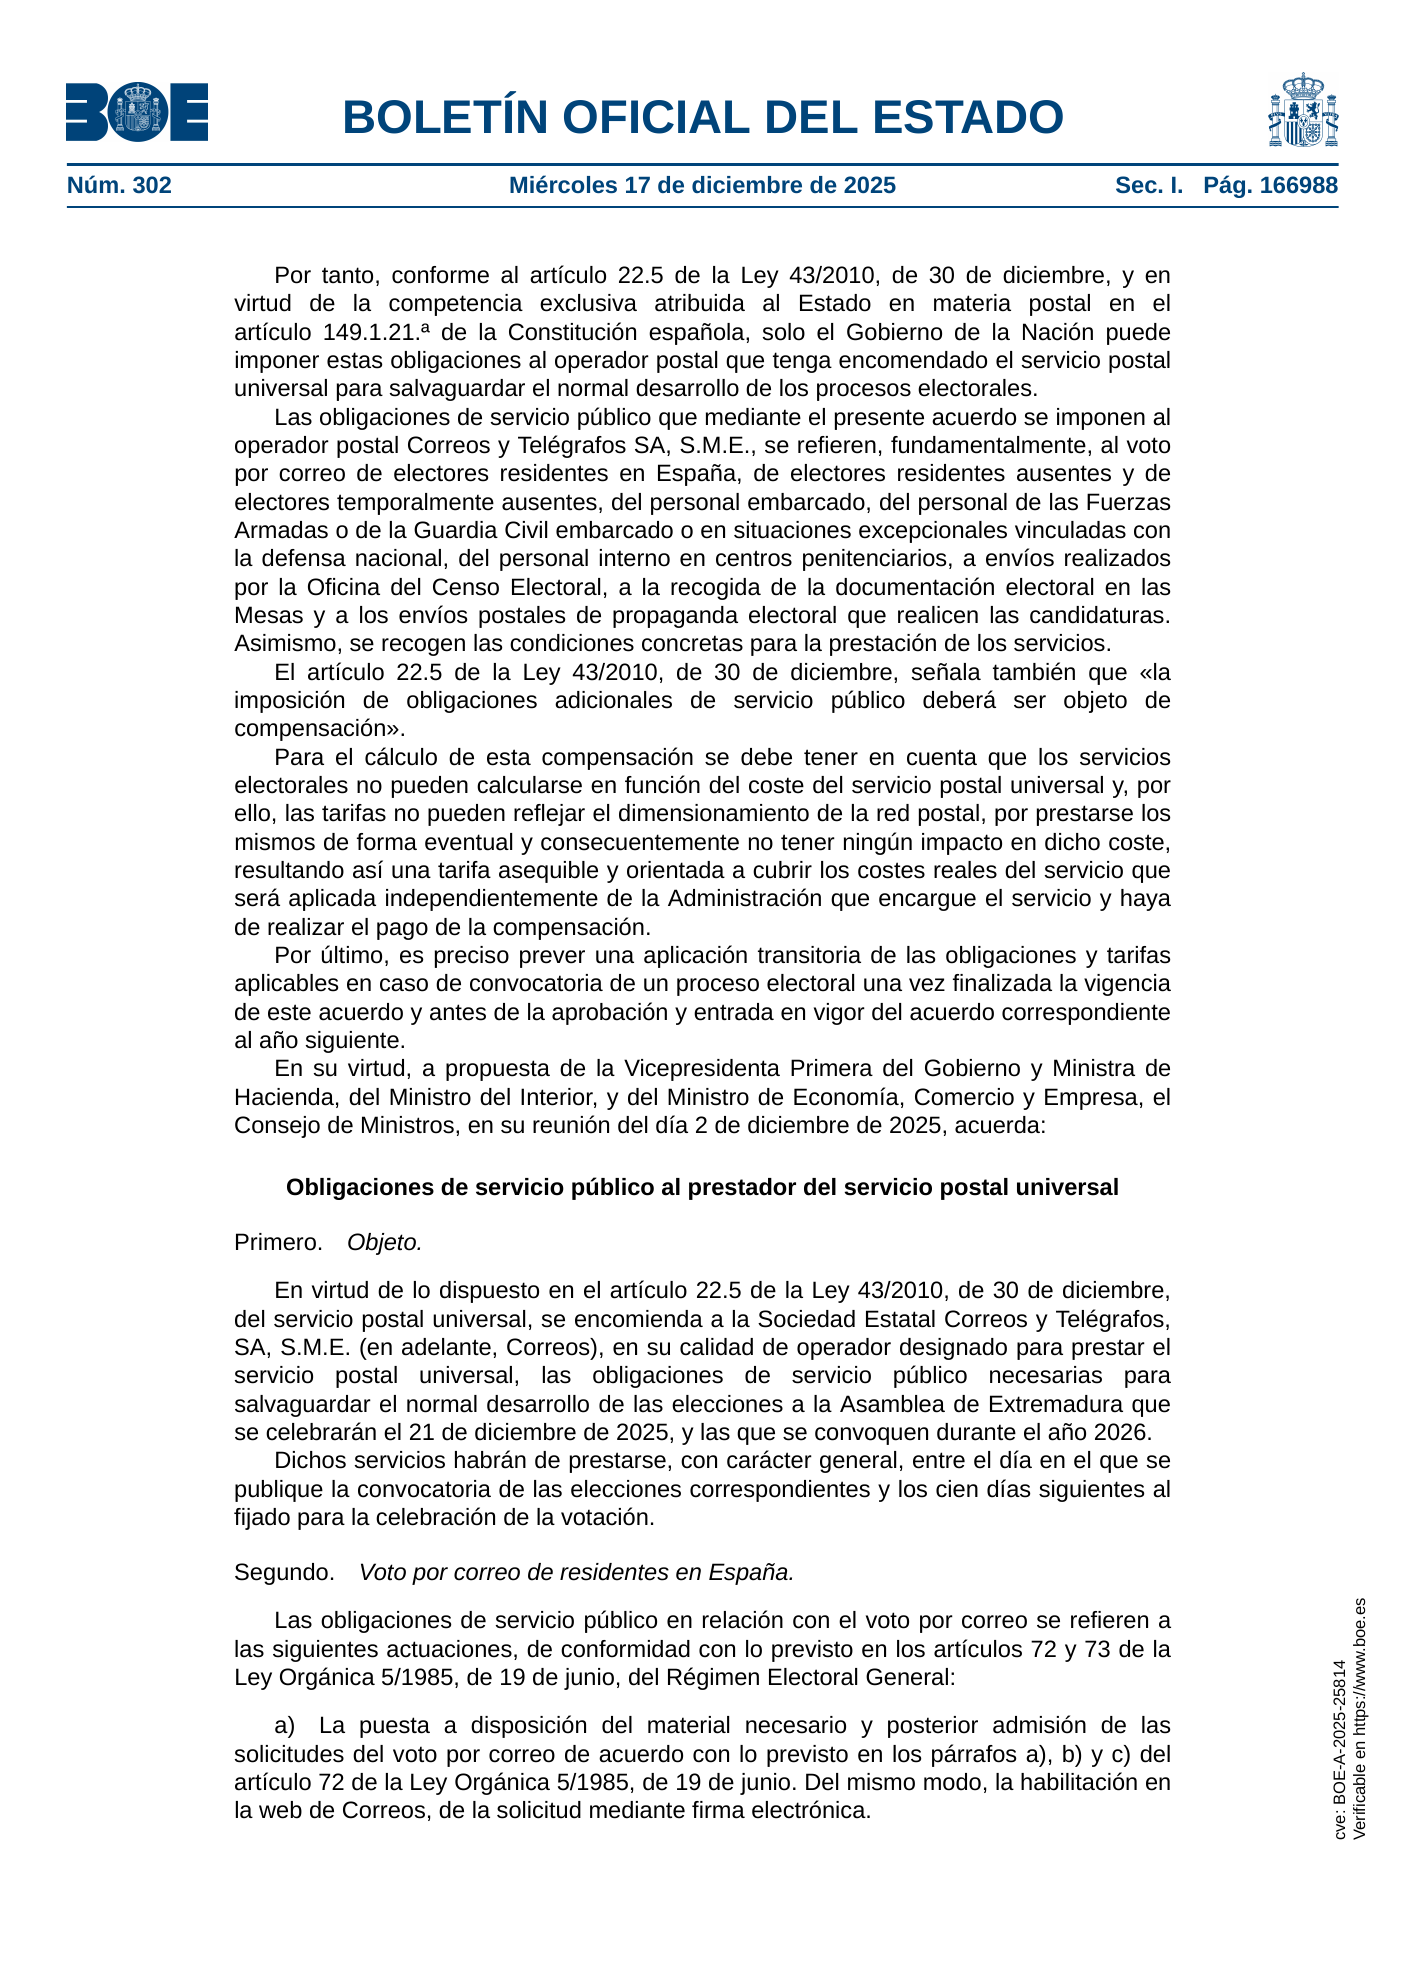 BOE
BOLETÍN OFICIAL DEL ESTADO
Núm. 302
Miércoles 17 de diciembre de 2025
Sec. I. Pág. 166988
Por tanto, conforme al artículo 22.5 de la Ley 43/2010, de 30 de diciembre, y en
virtud de la competencia exclusiva atribuida al Estado en materia postal en el
artículo 149.1.21.ª de la Constitución española, solo el Gobierno de la Nación puede
imponer estas obligaciones al operador postal que tenga encomendado el servicio postal
universal para salvaguardar el normal desarrollo de los procesos electorales.
Las obligaciones de servicio público que mediante el presente acuerdo se imponen al
operador postal Correos y Telégrafos SA, S.M.E., se refieren, fundamentalmente, al voto
por correo de electores residentes en España, de electores residentes ausentes y de
electores temporalmente ausentes, del personal embarcado, del personal de las Fuerzas
Armadas o de la Guardia Civil embarcado o en situaciones excepcionales vinculadas con
la defensa nacional, del personal interno en centros penitenciarios, a envíos realizados
por la Oficina del Censo Electoral, a la recogida de la documentación electoral en las
Mesas y a los envíos postales de propaganda electoral que realicen las candidaturas.
Asimismo, se recogen las condiciones concretas para la prestación de los servicios.
El artículo 22.5 de la Ley 43/2010, de 30 de diciembre, señala también que «la
imposición de obligaciones adicionales de servicio público deberá ser objeto de
compensación».
Para el cálculo de esta compensación se debe tener en cuenta que los servicios
electorales no pueden calcularse en función del coste del servicio postal universal y, por
ello, las tarifas no pueden reflejar el dimensionamiento de la red postal, por prestarse los
mismos de forma eventual y consecuentemente no tener ningún impacto en dicho coste,
resultando así una tarifa asequible y orientada a cubrir los costes reales del servicio que
será aplicada independientemente de la Administración que encargue el servicio y haya
de realizar el pago de la compensación.
Por último, es preciso prever una aplicación transitoria de las obligaciones y tarifas
aplicables en caso de convocatoria de un proceso electoral una vez finalizada la vigencia
de este acuerdo y antes de la aprobación y entrada en vigor del acuerdo correspondiente
al año siguiente.
En su virtud, a propuesta de la Vicepresidenta Primera del Gobierno y Ministra de
Hacienda, del Ministro del Interior, y del Ministro de Economía, Comercio y Empresa, el
Consejo de Ministros, en su reunión del día 2 de diciembre de 2025, acuerda:
Obligaciones de servicio público al prestador del servicio postal universal
Primero. Objeto.
En virtud de lo dispuesto en el artículo 22.5 de la Ley 43/2010, de 30 de diciembre,
del servicio postal universal, se encomienda a la Sociedad Estatal Correos y Telégrafos,
SA, S.M.E. (en adelante, Correos), en su calidad de operador designado para prestar el
servicio postal universal, las obligaciones de servicio público necesarias para
salvaguardar el normal desarrollo de las elecciones a la Asamblea de Extremadura que
se celebrarán el 21 de diciembre de 2025, y las que se convoquen durante el año 2026.
Dichos servicios habrán de prestarse, con carácter general, entre el día en el que se
publique la convocatoria de las elecciones correspondientes y los cien días siguientes al
fijado para la celebración de la votación.
Segundo. Voto por correo de residentes en España.
Las obligaciones de servicio público en relación con el voto por correo se refieren a
las siguientes actuaciones, de conformidad con lo previsto en los artículos 72 y 73 de la
Ley Orgánica 5/1985, de 19 de junio, del Régimen Electoral General:
a) La puesta a disposición del material necesario y posterior admisión de las
solicitudes del voto por correo de acuerdo con lo previsto en los párrafos a), b) y c) del
artículo 72 de la Ley Orgánica 5/1985, de 19 de junio. Del mismo modo, la habilitación en
la web de Correos, de la solicitud mediante firma electrónica.
cve: BOE-A-2025-25814
Verificable en https://www.boe.es